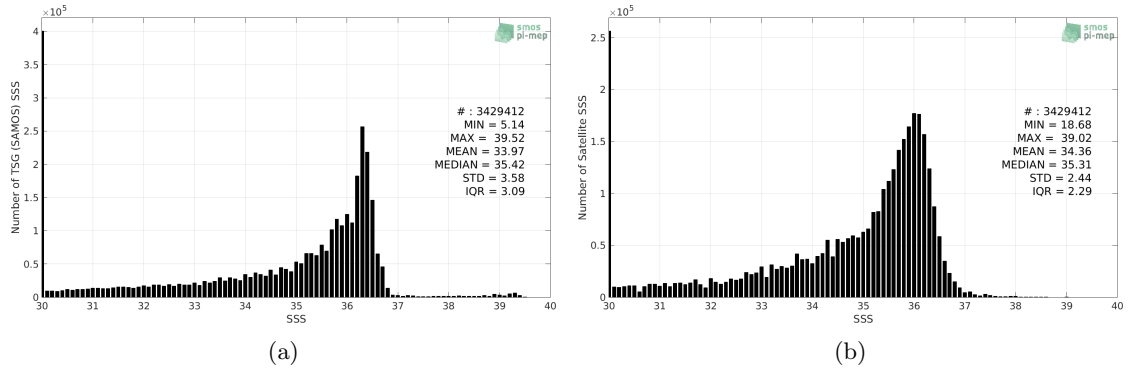 ×10⁵
4
3.5
3
2.5
2
1.5
1
0.5
0
Number of TSG (SAMOS) SSS
smos
pi-mep
# : 3429412
MIN = 5.14
MAX = 39.52
MEAN = 33.97
MEDIAN = 35.42
STD = 3.58
IQR = 3.09
30 31 32 33 34 35 36 37 38 39 40
SSS
(a)
×10⁵
2.5
2
1.5
1
0.5
0
Number of Satellite SSS
smos
pi-mep
# : 3429412
MIN = 18.68
MAX = 39.02
MEAN = 34.36
MEDIAN = 35.31
STD = 2.44
IQR = 2.29
30 31 32 33 34 35 36 37 38 39 40
SSS
(b)